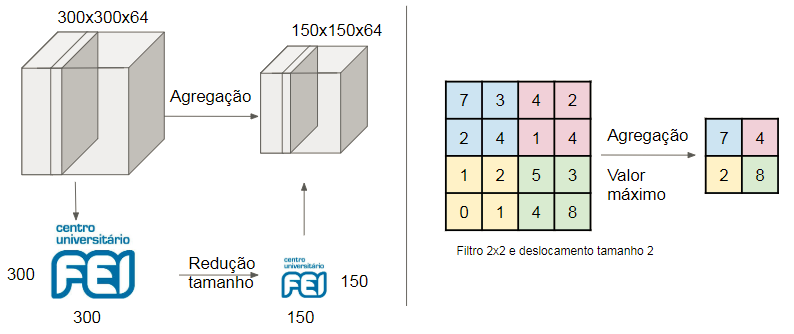 300x300x64
150x150x64
Agregação
centro
universitário
FEI
300
300
Redução
tamanho
centro
universitário
FEI
150
150
7 3 4 2
2 4 1 4
1 2 5 3
0 1 4 8
Agregação
Valor
máximo
7 4
2 8
Filtro 2x2 e deslocamento tamanho 2